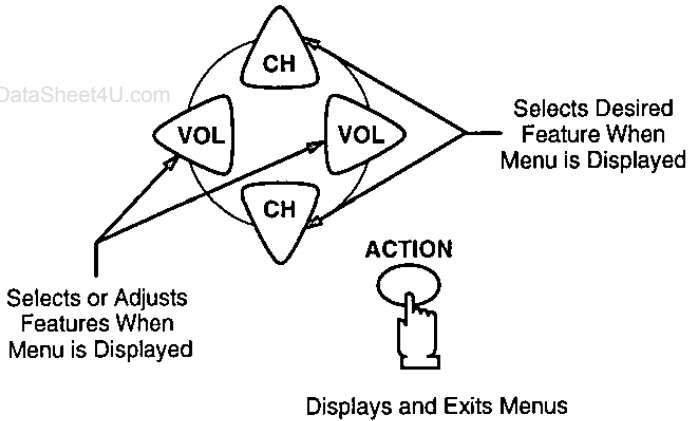 CH
DataSheet4U.com
VOL
VOL
CH
Selects Desired
Feature When
Menu is Displayed
ACTION
Selects or Adjusts
Features When
Menu is Displayed
Displays and Exits Menus